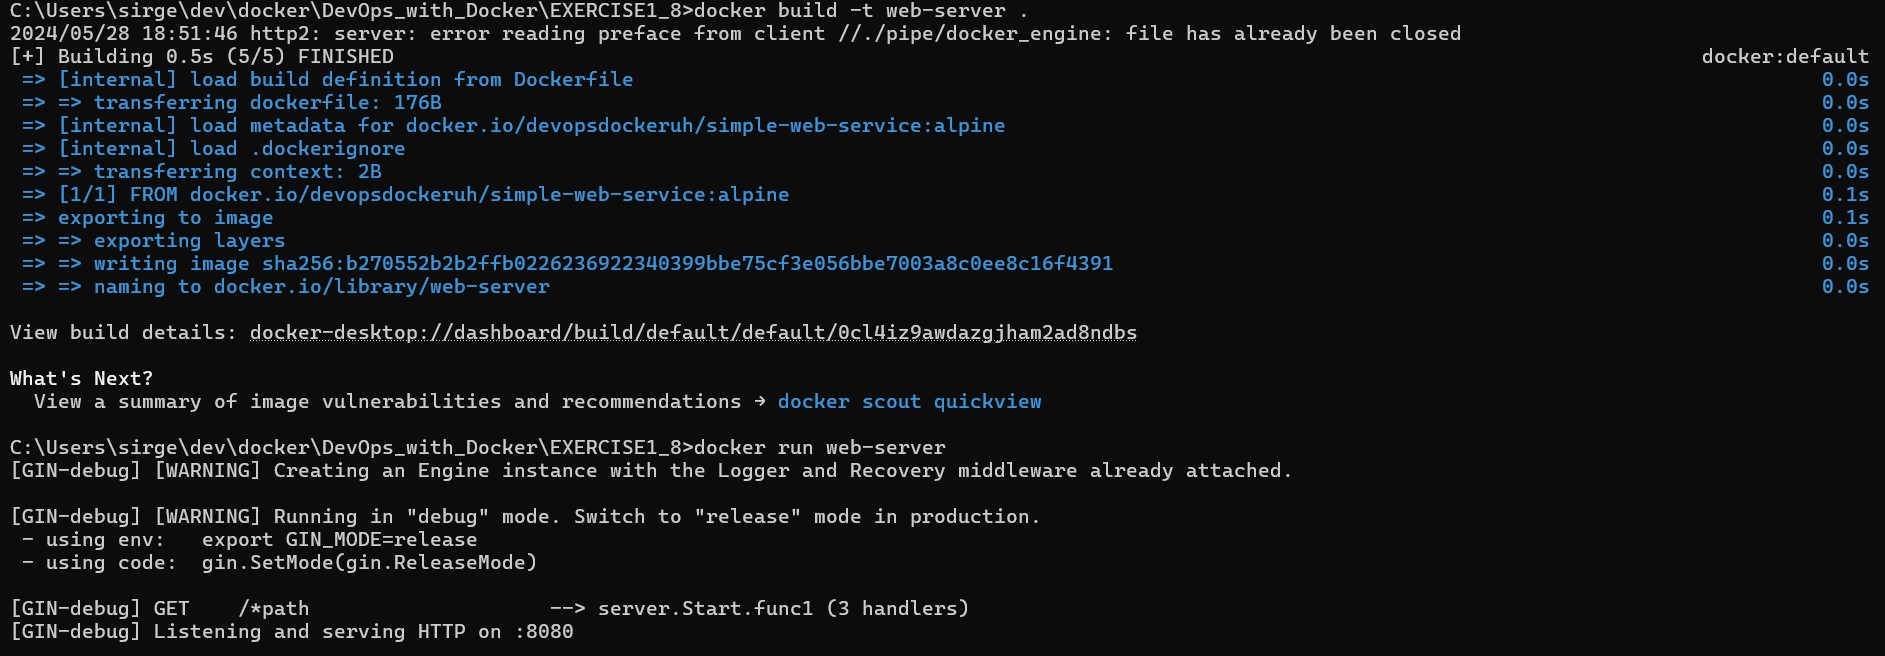 C:\Users\sirge\dev\docker\DevOps_with_Docker\EXERCISE1_8>docker build -t web-server .
2024/05/28 18:51:46 http2: server: error reading preface from client //./pipe/docker_engine: file has already been closed
[+] Building 0.5s (5/5) FINISHED docker:default
=> [internal] load build definition from Dockerfile 0.0s
=> => transferring dockerfile: 176B 0.0s
=> [internal] load metadata for docker.io/devopsdockeruh/simple-web-service:alpine 0.0s
=> [internal] load .dockerignore 0.0s
=> => transferring context: 2B 0.0s
=> [1/1] FROM docker.io/devopsdockeruh/simple-web-service:alpine 0.1s
=> exporting to image 0.1s
=> => exporting layers 0.0s
=> => writing image sha256:b270552b2b2ffb0226236922340399bbe75cf3e056bbe7003a8c0ee8c16f4391 0.0s
=> => naming to docker.io/library/web-server 0.0s
View build details: docker-desktop://dashboard/build/default/default/0cl4iz9awdazgjham2ad8ndbs
What's Next?
View a summary of image vulnerabilities and recommendations → docker scout quickview
C:\Users\sirge\dev\docker\DevOps_with_Docker\EXERCISE1_8>docker run web-server
[GIN-debug] [WARNING] Creating an Engine instance with the Logger and Recovery middleware already attached.
[GIN-debug] [WARNING] Running in "debug" mode. Switch to "release" mode in production.
- using env: export GIN_MODE=release
- using code: gin.SetMode(gin.ReleaseMode)
[GIN-debug] GET /*path --> server.Start.func1 (3 handlers)
[GIN-debug] Listening and serving HTTP on :8080